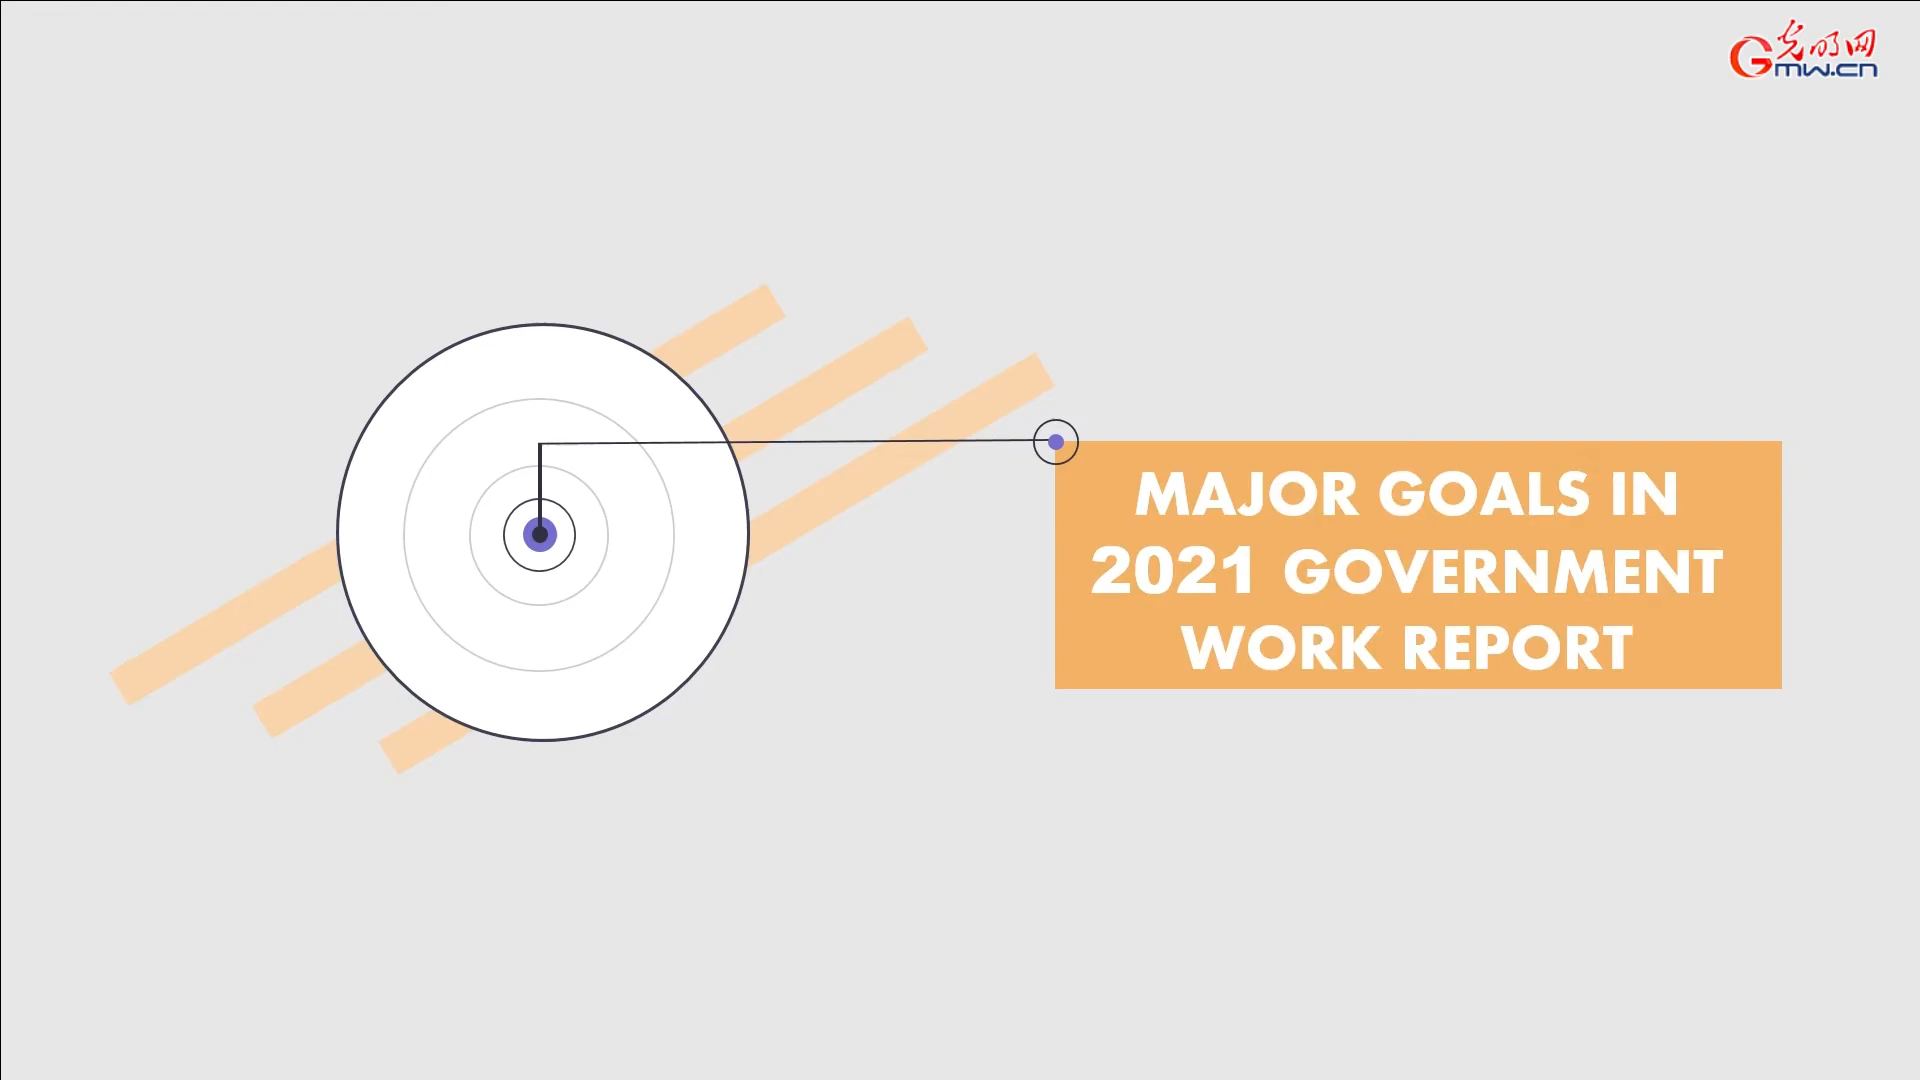 光明网
GMW.CN
MAJOR GOALS IN
2021 GOVERNMENT
WORK REPORT